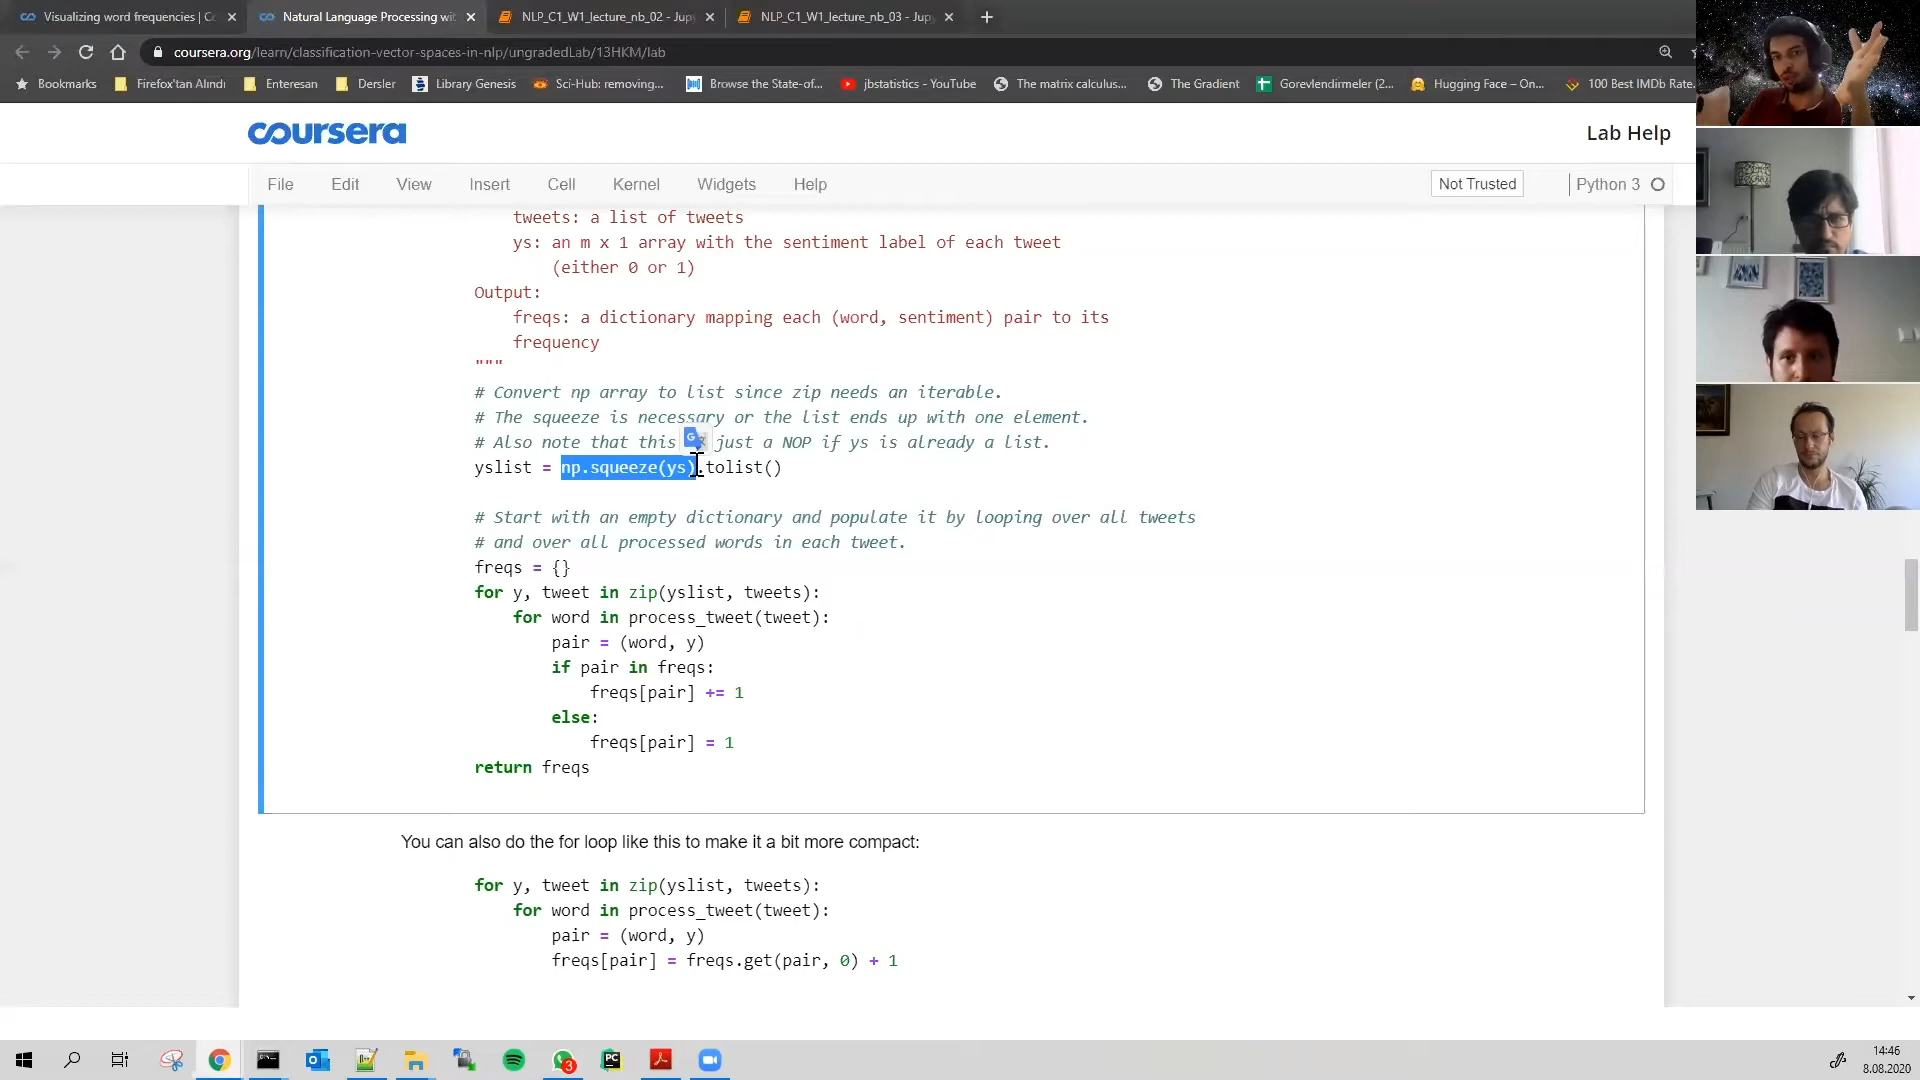 Visualizing word frequencies | Co
Natural Language Processing wit
NLP_C1_W1_lecture_nb_02 - Jupy
NLP_C1_W1_lecture_nb_03 - Jupy
coursera.org/learn/classification-vector-spaces-in-nlp/ungradedLab/13HKM/lab
Bookmarks
Firefox'tan Alındı
Enteresan
Dersler
Library Genesis
Sci-Hub: removing...
Browse the State-of...
jbstatistics - YouTube
The matrix calculus...
The Gradient
Gorevlendirmeler (2...
Hugging Face – On...
100 Best IMDb Rate.
coursera
Lab Help
File Edit View Insert Cell Kernel Widgets Help
Not Trusted
Python 3
tweets: a list of tweets
ys: an m x 1 array with the sentiment label of each tweet
(either 0 or 1)
Output:
freqs: a dictionary mapping each (word, sentiment) pair to its
frequency
"""
# Convert np array to list since zip needs an iterable.
# The squeeze is necessary or the list ends up with one element.
# Also note that this just a NOP if ys is already a list.
yslist = np.squeeze(ys).tolist()
# Start with an empty dictionary and populate it by looping over all tweets
# and over all processed words in each tweet.
freqs = {}
for y, tweet in zip(yslist, tweets):
for word in process_tweet(tweet):
pair = (word, y)
if pair in freqs:
freqs[pair] += 1
else:
freqs[pair] = 1
return freqs
You can also do the for loop like this to make it a bit more compact:
for y, tweet in zip(yslist, tweets):
for word in process_tweet(tweet):
pair = (word, y)
freqs[pair] = freqs.get(pair, 0) + 1
3
PC
14:46
8.08.2020